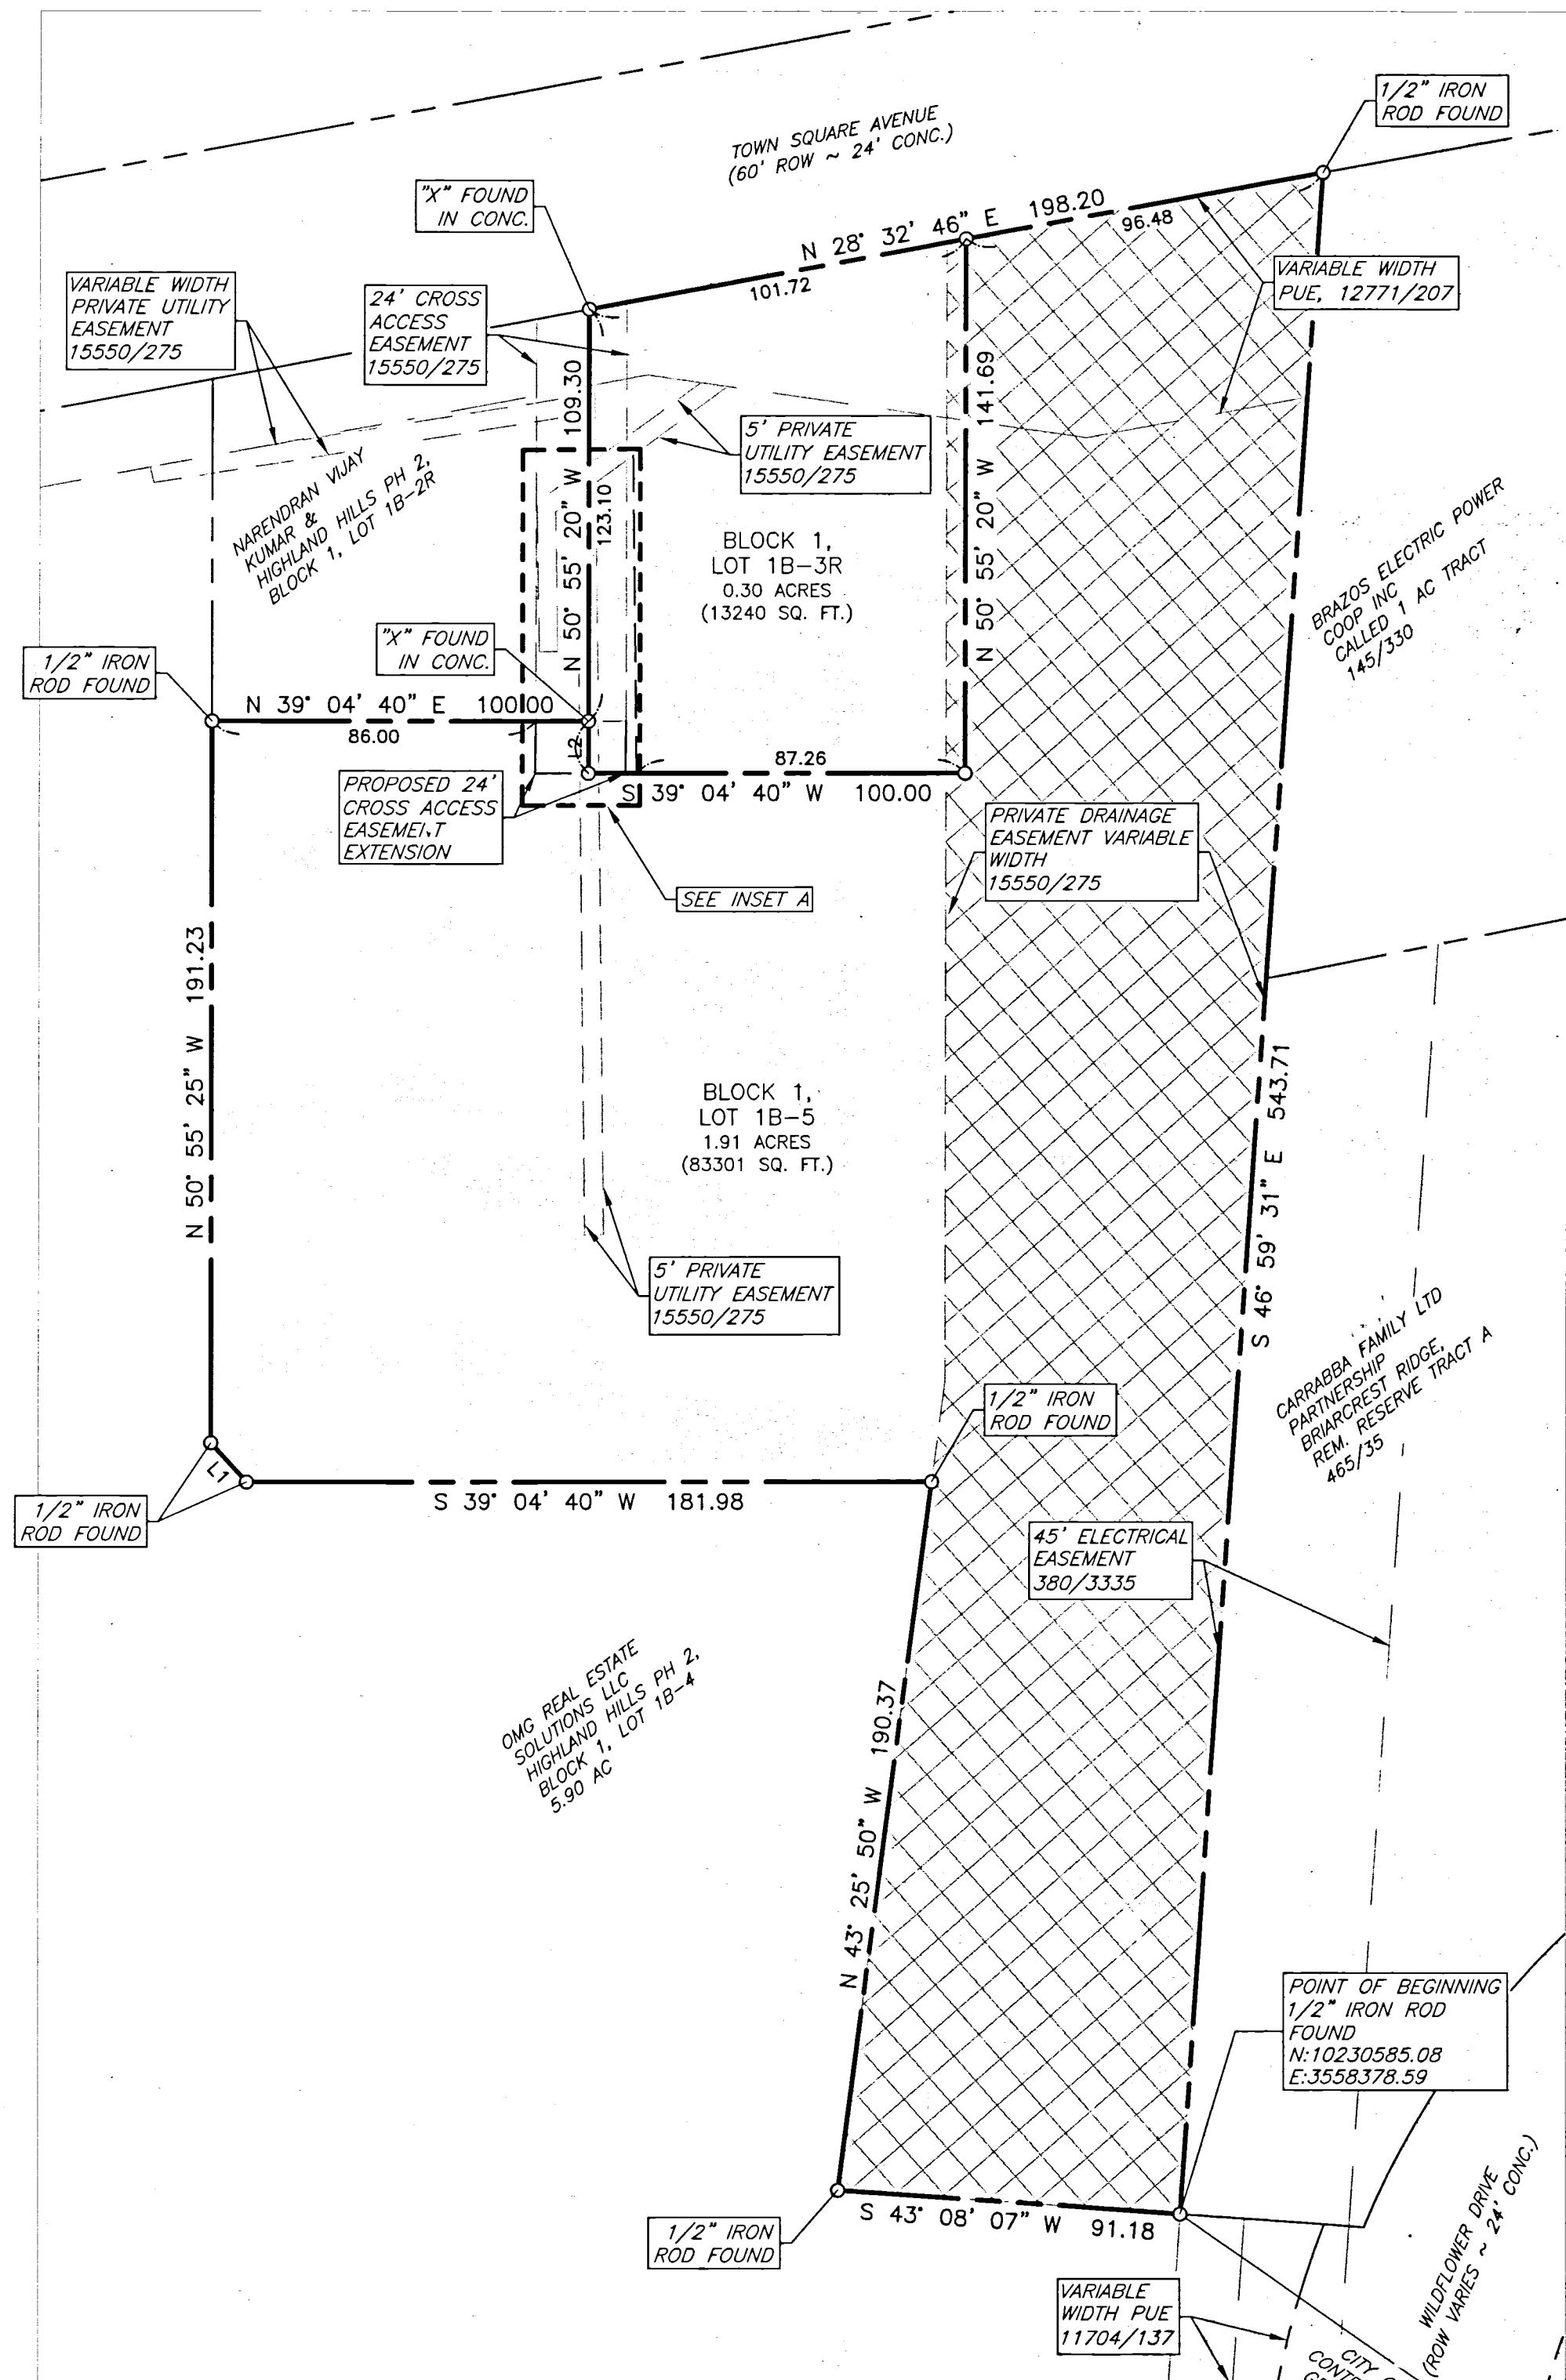 1/2" IRON
ROD FOUND
TOWN SQUARE AVENUE
(60' ROW ~ 24' CONC.)
"X" FOUND
IN CONC.
N 28° 32' 46" E 198.20
96.48
101.72
VARIABLE WIDTH
PRIVATE UTILITY
EASEMENT
15550/275
24' CROSS
ACCESS
EASEMENT
15550/275
VARIABLE WIDTH
PUE, 12771/207
109.30
141.69
5' PRIVATE
UTILITY EASEMENT
15550/275
NARENDRAN VIJAY
KUMAR &
HIGHLAND HILLS PH 2,
BLOCK 1, LOT 1B-2R
N 50° 55' 20" W
123.10
BLOCK 1,
LOT 1B-3R
0.30 ACRES
(13240 SQ. FT.)
N 50° 55' 20" W
BRAZOS ELECTRIC POWER
COOP INC
CALLED 1 AC TRACT
145/330
"X" FOUND
IN CONC.
1/2" IRON
ROD FOUND
N 39° 04' 40" E 100.00
86.00
L2
87.26
S 39° 04' 40" W 100.00
PROPOSED 24'
CROSS ACCESS
EASEMENT
EXTENSION
PRIVATE DRAINAGE
EASEMENT VARIABLE
WIDTH
15550/275
SEE INSET A
N 50° 55' 25" W 191.23
BLOCK 1,
LOT 1B-5
1.91 ACRES
(83301 SQ. FT.)
S 46° 59' 31" E 543.71
5' PRIVATE
UTILITY EASEMENT
15550/275
CARRABBA FAMILY LTD
PARTNERSHIP
BRIARCREST RIDGE,
REM. RESERVE TRACT A
465/35
1/2" IRON
ROD FOUND
L1
S 39° 04' 40" W 181.98
1/2" IRON
ROD FOUND
45' ELECTRICAL
EASEMENT
380/3335
OMG REAL ESTATE
SOLUTIONS LLC
HIGHLAND HILLS PH 2,
BLOCK 1, LOT 1B-4
5.90 AC
N 43° 25' 50" W 190.37
POINT OF BEGINNING
1/2" IRON ROD
FOUND
N:10230585.08
E:3558378.59
S 43° 08' 07" W 91.18
1/2" IRON
ROD FOUND
VARIABLE
WIDTH PUE
11704/137
WILDFLOWER DRIVE
(ROW VARIES ~ 24' CONC.)
CITY